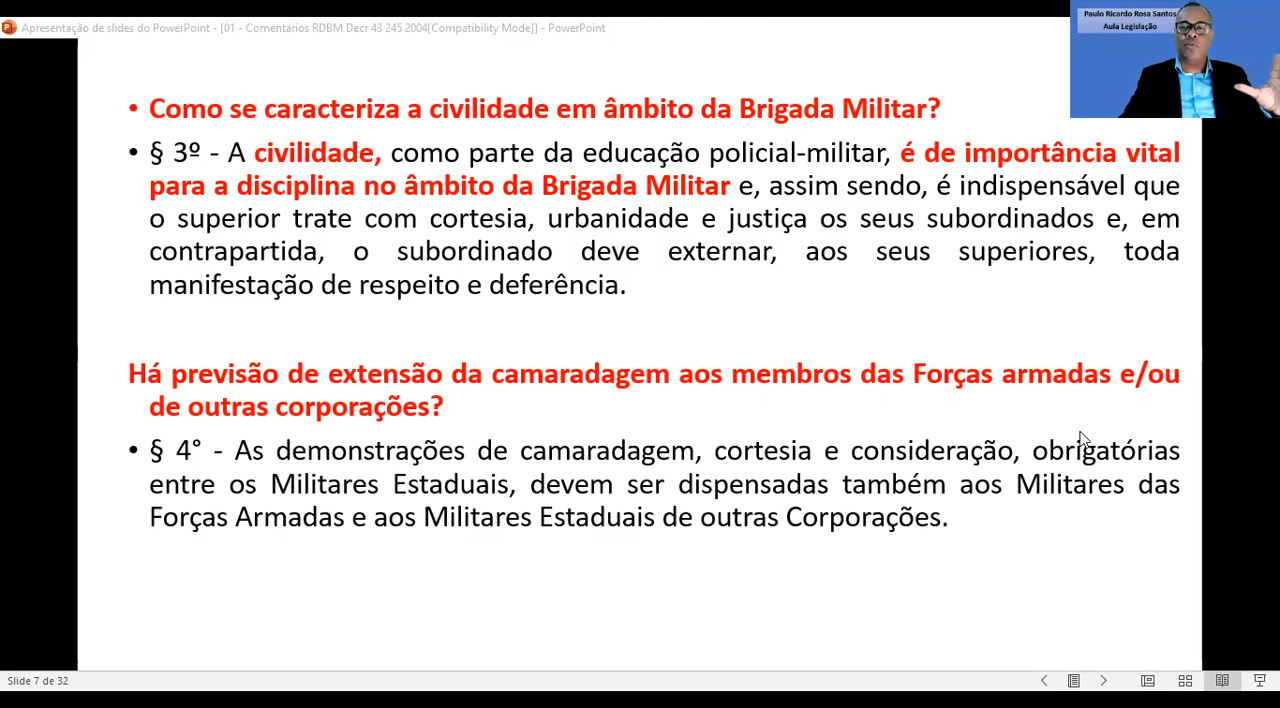 Apresentação de slides do PowerPoint - [01 - Comentários RDBM Decr 43 245 2004[Compatibility Mode]] - PowerPoint
Paulo Ricardo Rosa Santos
Aula Legislação
• Como se caracteriza a civilidade em âmbito da Brigada Militar?
• § 3º - A civilidade, como parte da educação policial-militar, é de importância vital
para a disciplina no âmbito da Brigada Militar e, assim sendo, é indispensável que
o superior trate com cortesia, urbanidade e justiça os seus subordinados e, em
contrapartida, o subordinado deve externar, aos seus superiores, toda
manifestação de respeito e deferência.
Há previsão de extensão da camaradagem aos membros das Forças armadas e/ou
de outras corporações?
• § 4° - As demonstrações de camaradagem, cortesia e consideração, obrigatórias
entre os Militares Estaduais, devem ser dispensadas também aos Militares das
Forças Armadas e aos Militares Estaduais de outras Corporações.
Slide 7 de 32